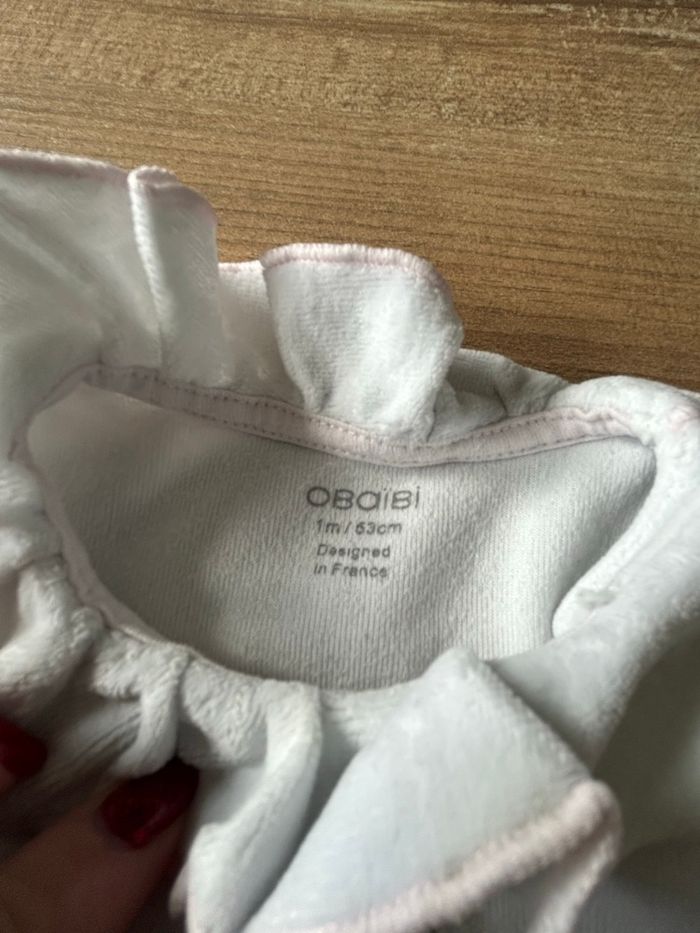 OBaïBi
1m / 53cm
Designed
in France